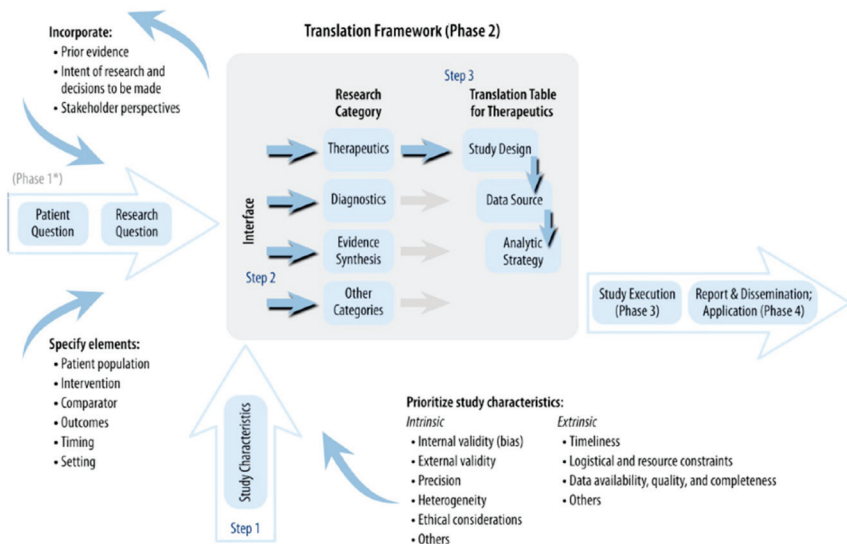 Incorporate:
• Prior evidence
• Intent of research and
decisions to be made
• Stakeholder perspectives
(Phase 1*)
Patient
Question
Research
Question
Specify elements:
• Patient population
• Intervention
• Comparator
• Outcomes
• Timing
• Setting
Translation Framework (Phase 2)
Step 3
Research
Category
Translation Table
for Therapeutics
Interface
Step 2
Therapeutics
Study Design
Diagnostics
Data Source
Evidence
Synthesis
Analytic
Strategy
Other
Categories
Study Characteristics
Step 1
Prioritize study characteristics:
Intrinsic
• Internal validity (bias)
• External validity
• Precision
• Heterogeneity
• Ethical considerations
• Others
Extrinsic
• Timeliness
• Logistical and resource constraints
• Data availability, quality, and completeness
• Others
Study Execution
(Phase 3)
Report & Dissemination;
Application (Phase 4)